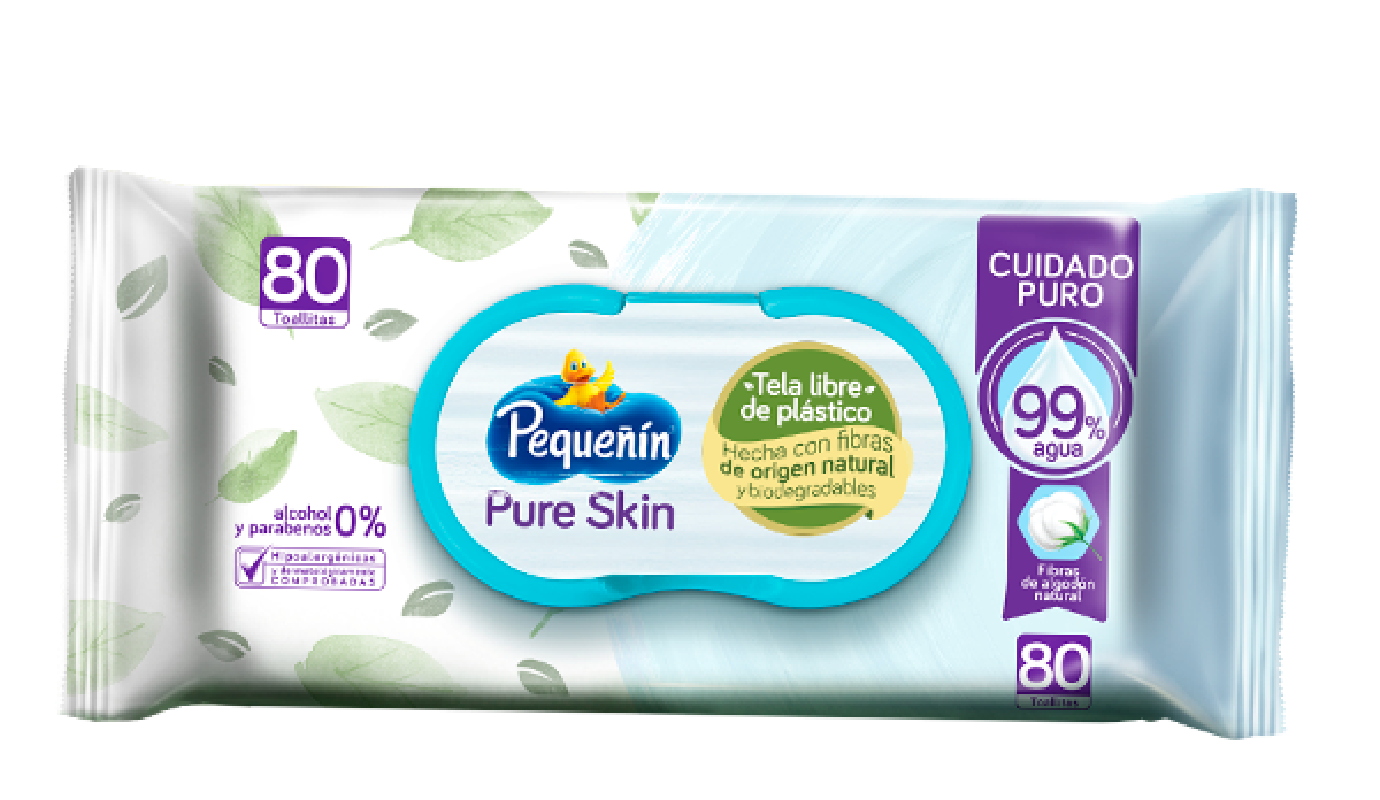 80
Toallitas
alcohol
y parabenos 0%
Hipoalergénicas
y dermatológicamente
COMPROBADAS
Pequeñín
Pure Skin
Tela libre
de plástico
Hecha con fibras
de origen natural
y biodegradables
CUIDADO
PURO
99%
agua
Fibras
de algodón
natural
80
Toallitas